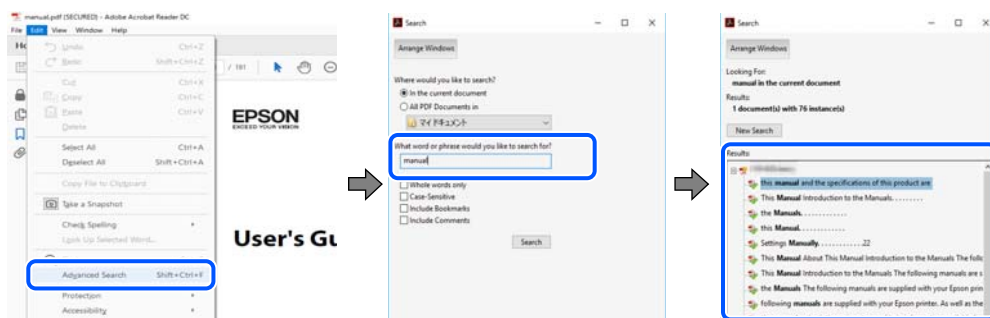 manual.pdf (SECURED) - Adobe Acrobat Reader DC
File Edit View Window Help
Undo Ctrl+Z
Shift+Ctrl+Z
Cut Ctrl+X
Copy Ctrl+C
Paste Ctrl+V
Delete
Select All Ctrl+A
Deselect All Shift+Ctrl+A
Copy File to Clipboard
Take a Snapshot
Check Spelling
Look Up Selected Word...
Advanced Search Shift+Ctrl+F
Protection
Accessibility
/ 181
EPSON
EXCEED YOUR VISION
User's Gu
Search
Arrange Windows
Where would you like to search?
In the current document
All PDF Documents in
マイ ドキュメント
What word or phrase would you like to search for?
manual
Whole words only
Case-Sensitive
Include Bookmarks
Include Comments
Search
Search
Arrange Windows
Looking For:
manual in the current document
Results:
1 document(s) with 76 instance(s)
New Search
Results:
this manual and the specifications of this product are
This Manual Introduction to the Manuals. . . . . . . . .
the Manuals. . . . . . . . . . . . .
this Manual. . . . . . . . . . . . .
Settings Manually. . . . . . . . . . . . .22
This Manual About This Manual Introduction to the Manuals The follo
This Manual Introduction to the Manuals The following manuals are s
the Manuals The following manuals are supplied with your Epson prin
following manuals are supplied with your Epson printer. As well as the